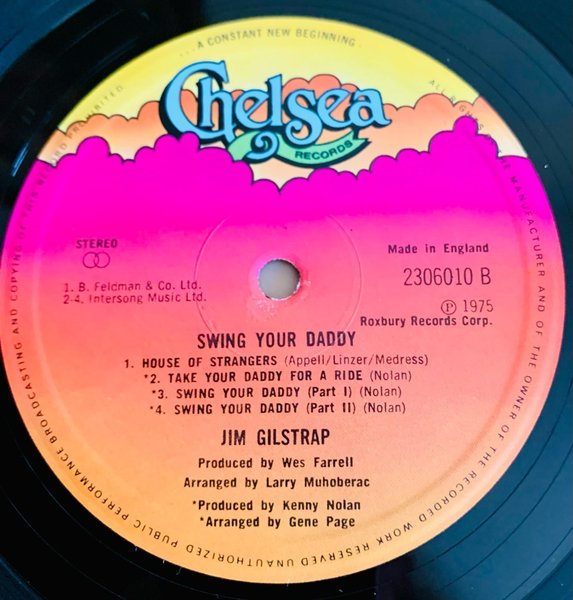 ...A CONSTANT NEW BEGINNING.
Chelsea
RECORDS
STEREO
1. B. Feldman & Co. Ltd.
2-4. Intersong Music Ltd.
Made in England
2306010 B
Ⓟ 1975
Roxbury Records Corp.
SWING YOUR DADDY
1. HOUSE OF STRANGERS (Appell/Linzer/Medress)
*2. TAKE YOUR DADDY FOR A RIDE (Nolan)
*3. SWING YOUR DADDY (Part I) (Nolan)
*4. SWING YOUR DADDY (Part II) (Nolan)
JIM GILSTRAP
Produced by Wes Farrell
Arranged by Larry Muhoberac
*Produced by Kenny Nolan
*Arranged by Gene Page
ALL RIGHTS OF THE MANUFACTURER AND OF THE OWNER OF THE RECORDED WORK RESERVED UNAUTHORIZED PUBLIC PERFORMANCE BROADCASTING AND COPYING OF THIS RECORD PROHIBITED